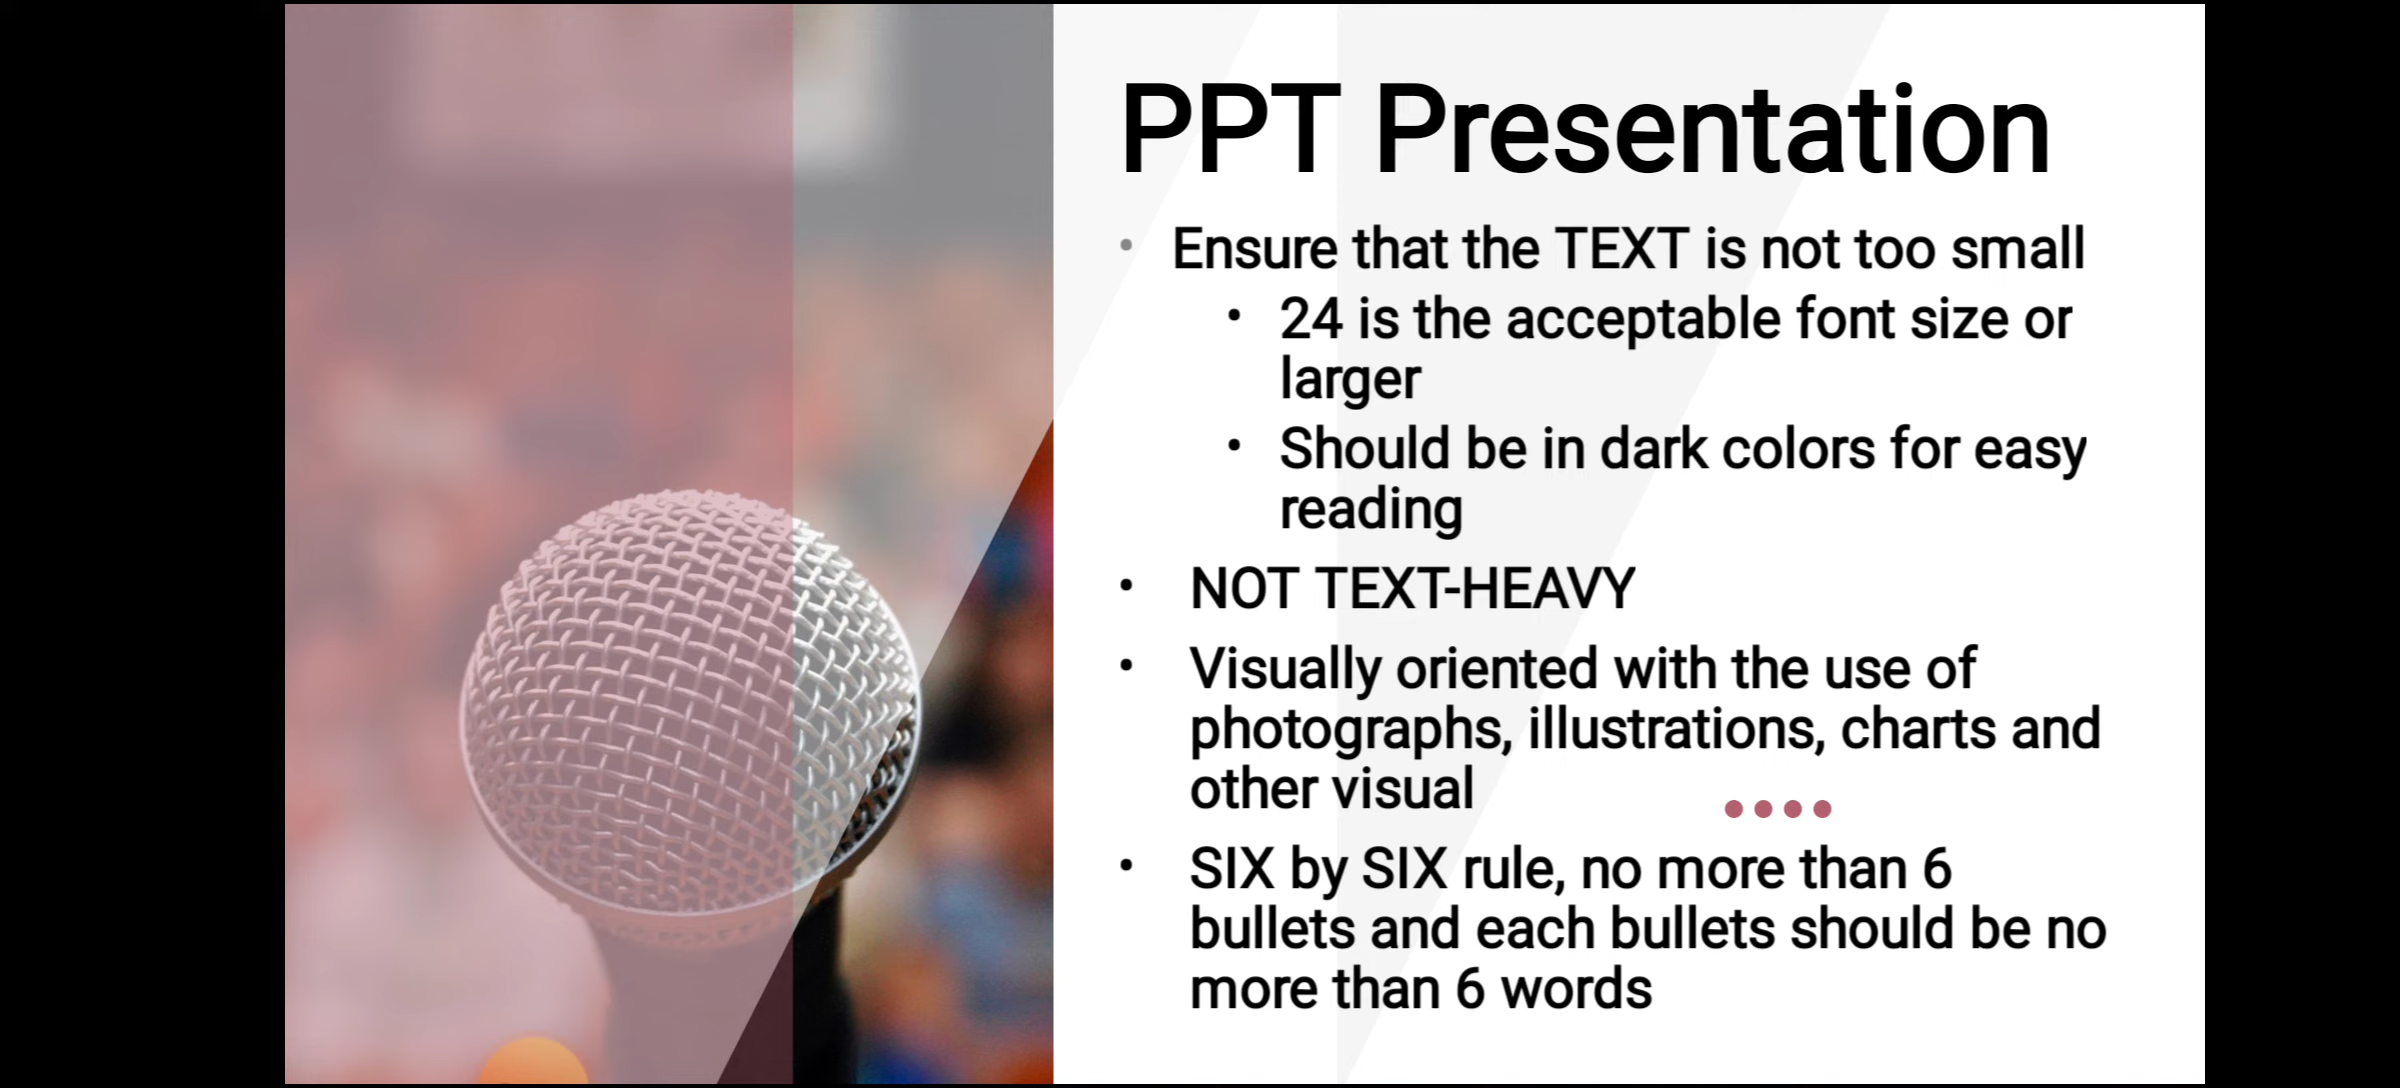 PPT Presentation
• Ensure that the TEXT is not too small
• 24 is the acceptable font size or
larger
• Should be in dark colors for easy
reading
• NOT TEXT-HEAVY
• Visually oriented with the use of
photographs, illustrations, charts and
other visual
• SIX by SIX rule, no more than 6
bullets and each bullets should be no
more than 6 words